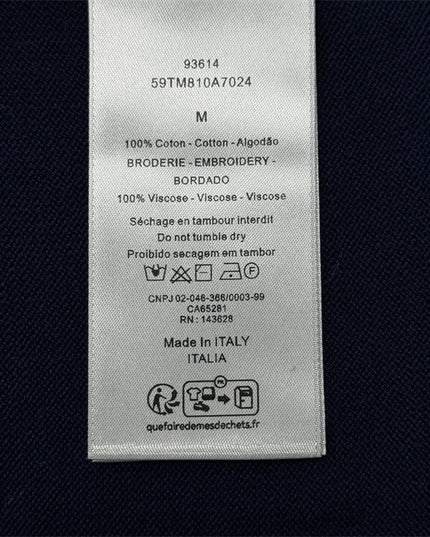 93614
59TM810A7024
M
100% Coton - Cotton - Algodão
BRODERIE - EMBROIDERY -
BORDADO
100% Viscose - Viscose - Viscose
Séchage en tambour interdit
Do not tumble dry
Proibido secagem em tambor
CNPJ 02-046-366/0003-99
CA65281
RN : 143628
Made In ITALY
ITALIA
FR
quefairedemesdechets.fr